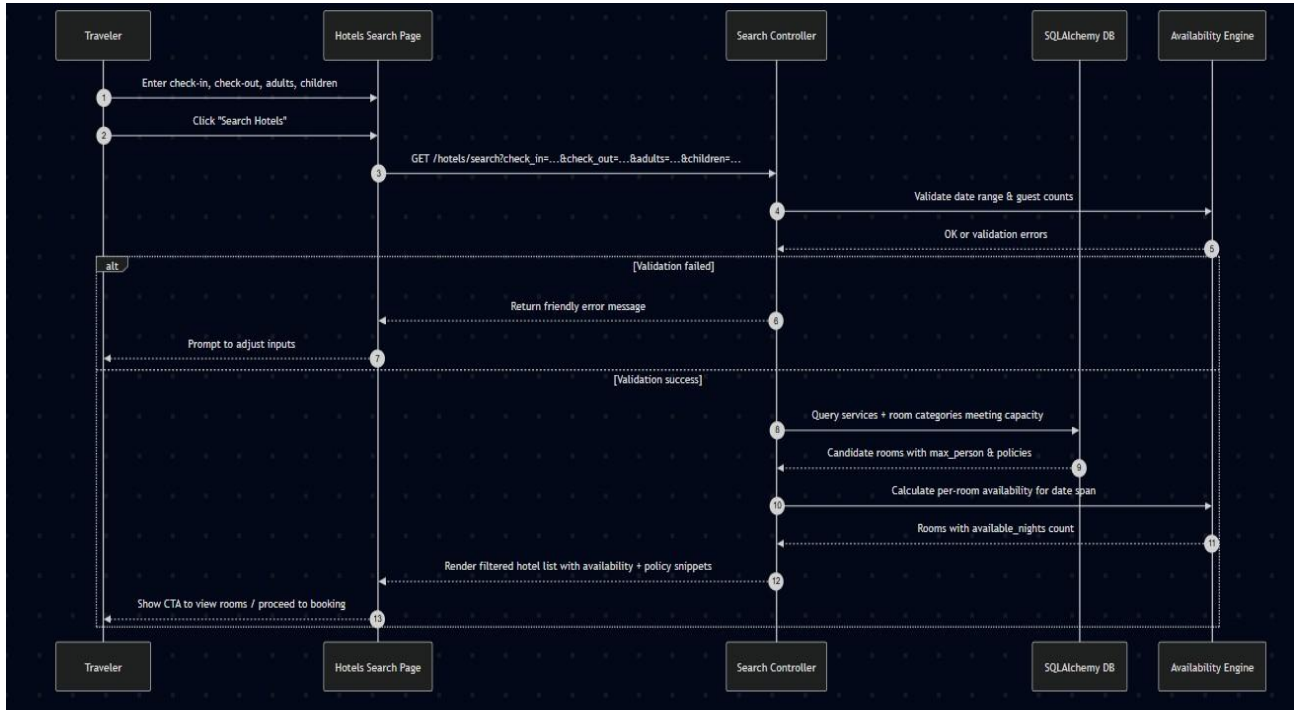 Traveler
Hotels Search Page
Search Controller
SQLAlchemy DB
Availability Engine
Enter check-in, check-out, adults, children
1
Click "Search Hotels"
2
GET /hotels/search?check_in=...&check_out=...&adults=...&children=...
3
Validate date range & guest counts
4
OK or validation errors
5
alt
[Validation failed]
Return friendly error message
6
Prompt to adjust inputs
7
[Validation success]
Query services + room categories meeting capacity
8
Candidate rooms with max_person & policies
9
Calculate per-room availability for date span
10
Rooms with available_nights count
11
Render filtered hotel list with availability + policy snippets
12
Show CTA to view rooms / proceed to booking
13
Traveler
Hotels Search Page
Search Controller
SQLAlchemy DB
Availability Engine